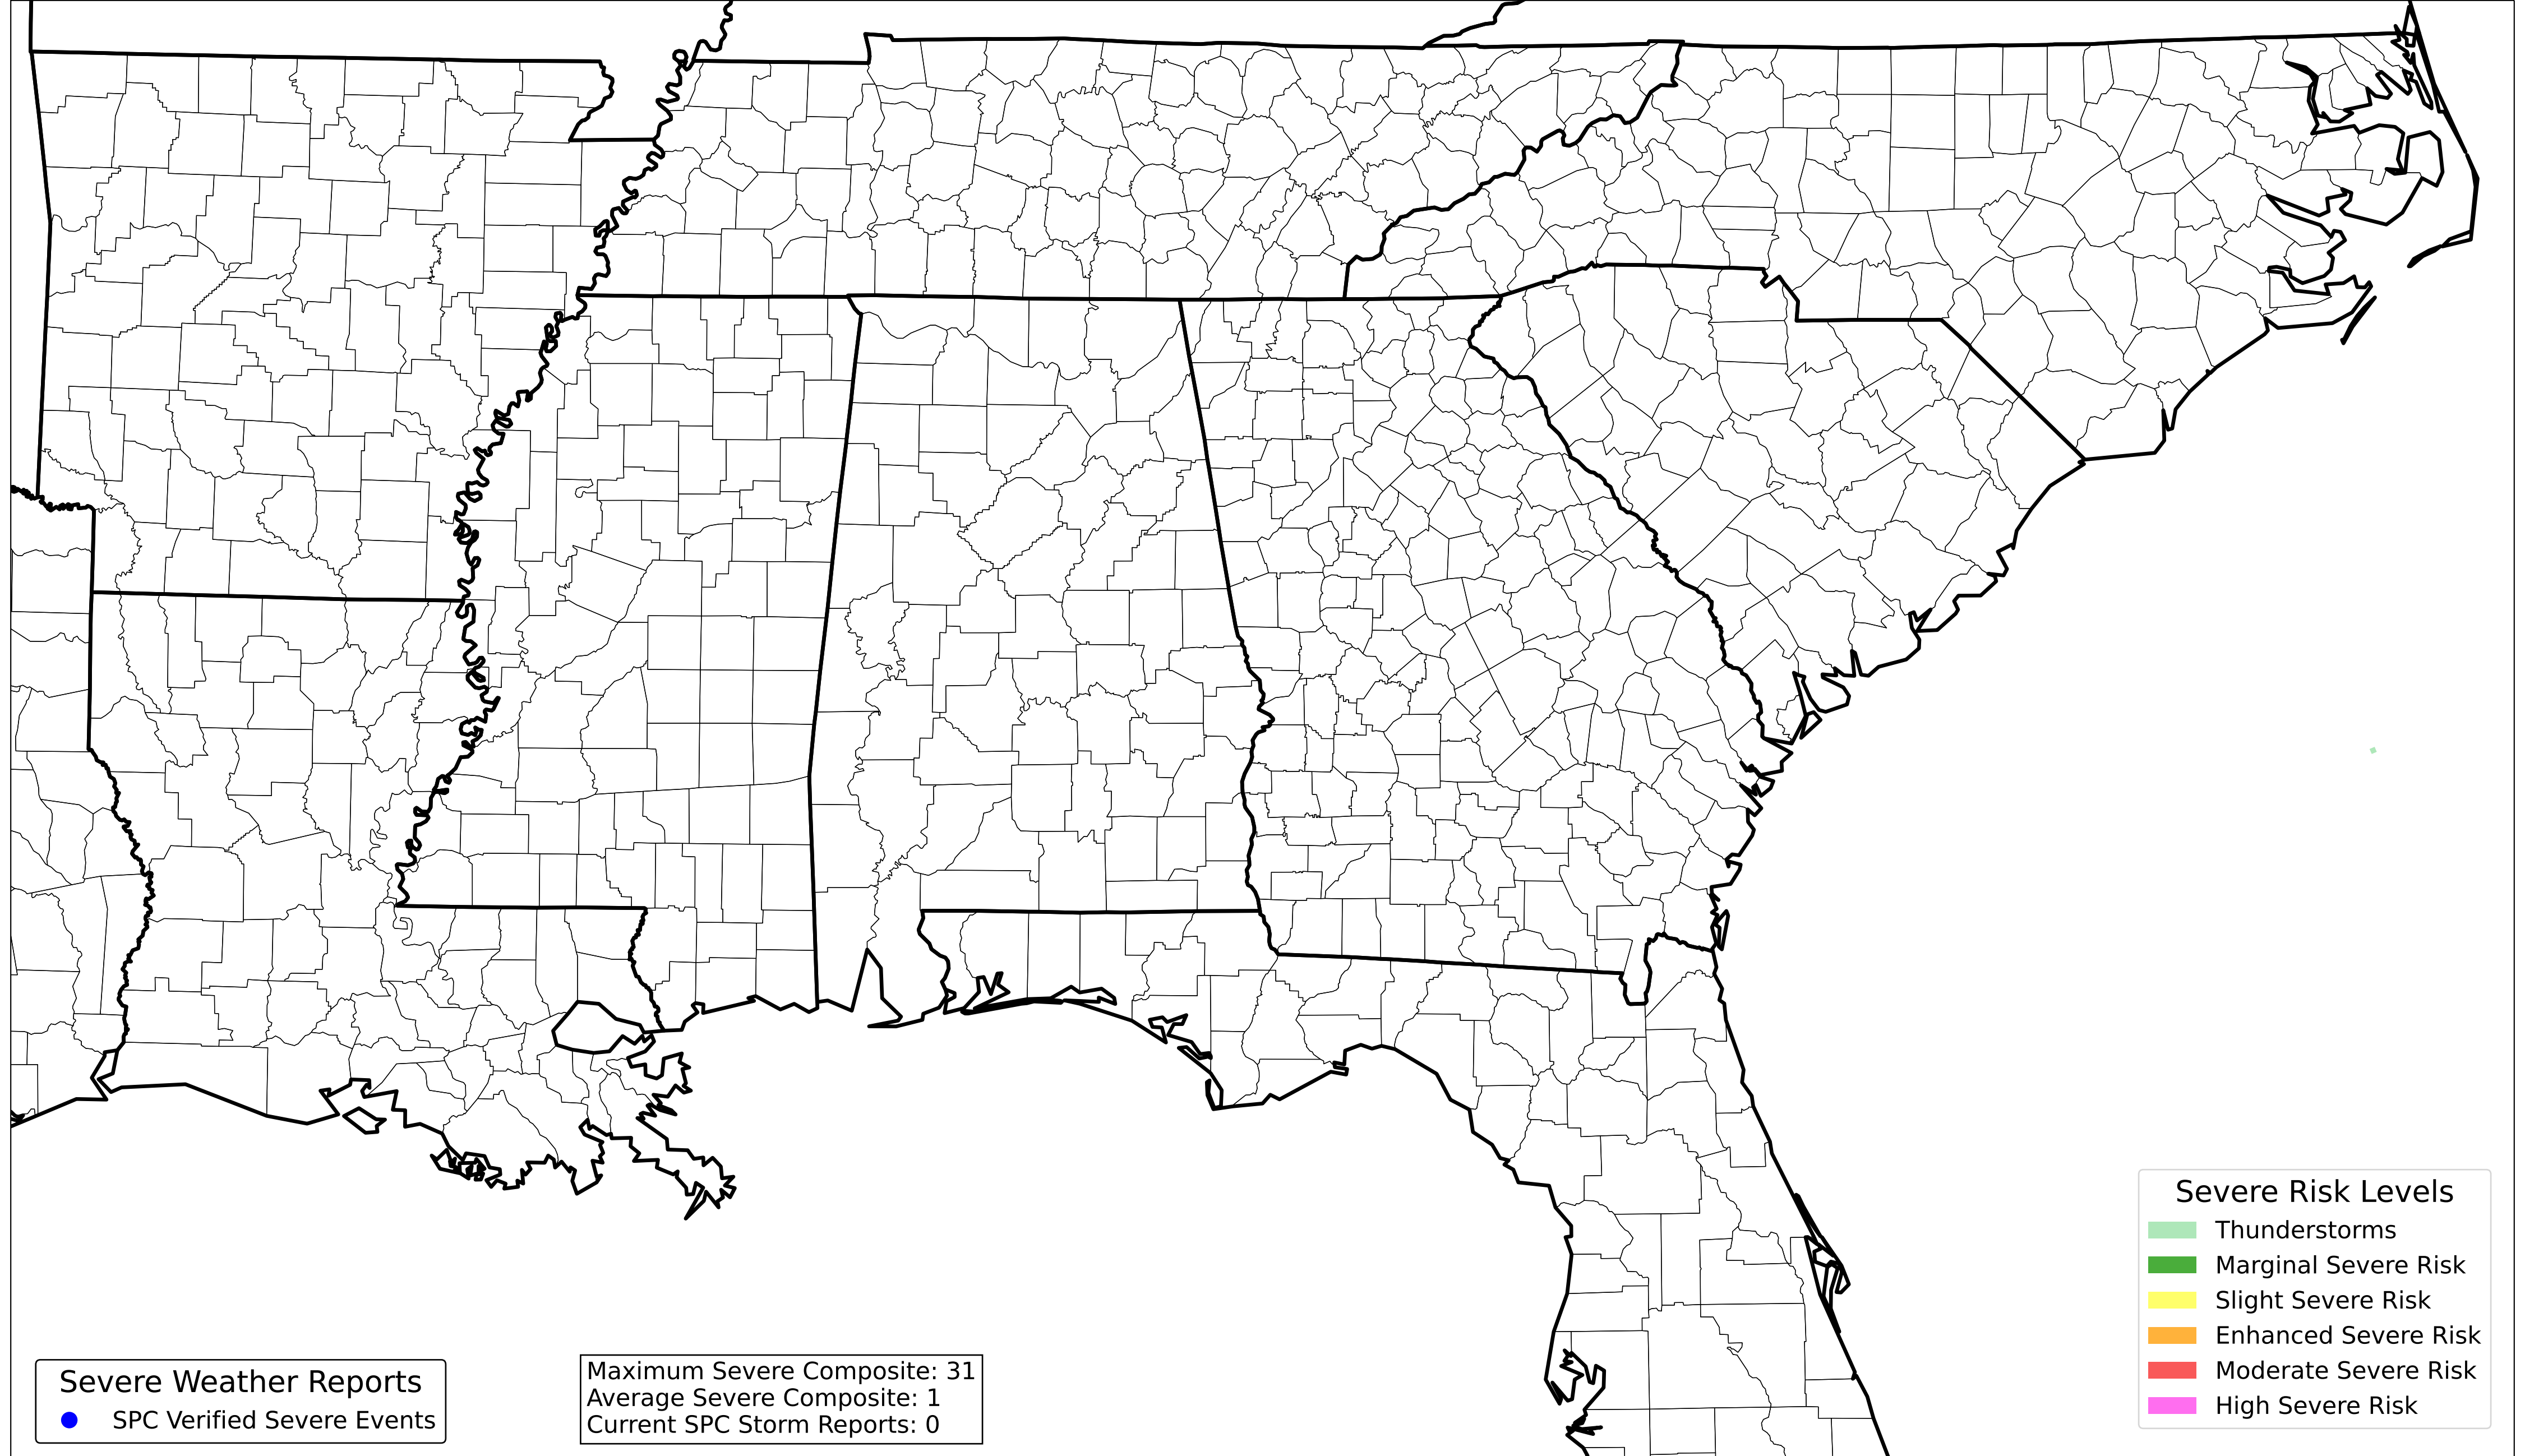 Severe Risk Levels
Thunderstorms
Marginal Severe Risk
Slight Severe Risk
Enhanced Severe Risk
Moderate Severe Risk
High Severe Risk
Severe Weather Reports
SPC Verified Severe Events
Maximum Severe Composite: 31
Average Severe Composite: 1
Current SPC Storm Reports: 0